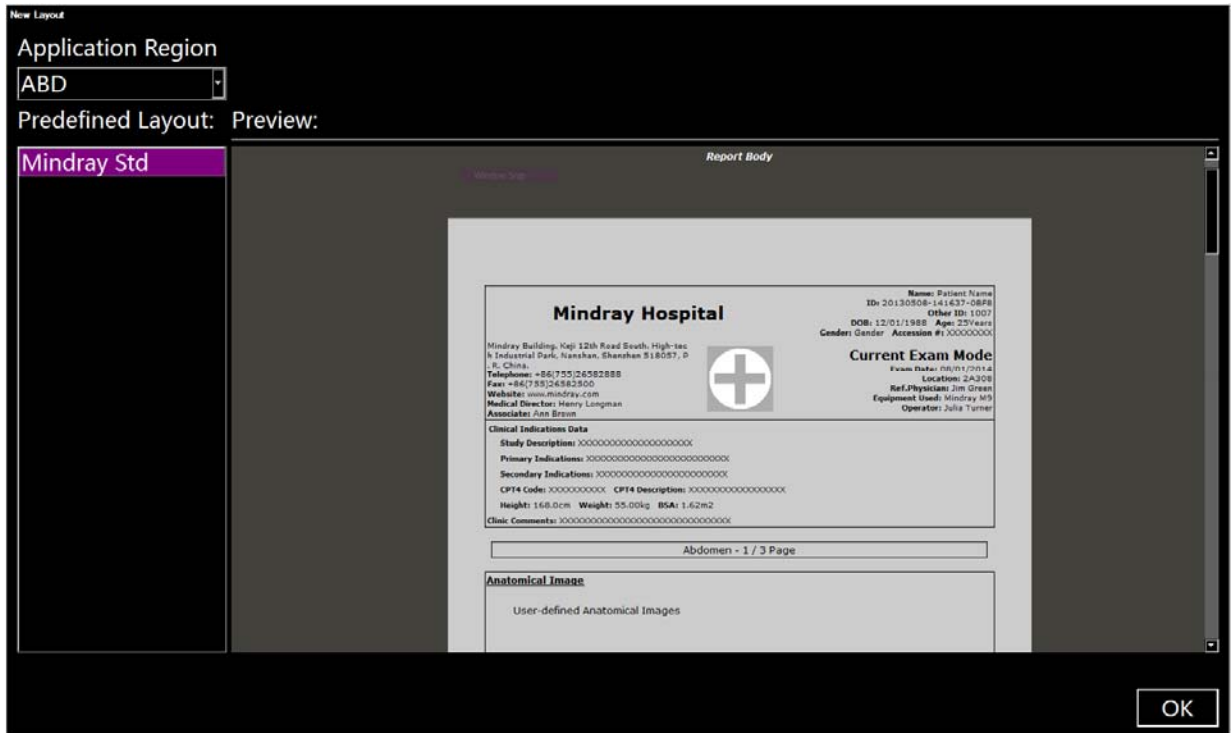 New Layout
Application Region
ABD
Predefined Layout: Preview:
Mindray Std
Report Body
Mindray Hospital
Mindray Building, Keji 12th Road South, High-tec
h Industrial Park, Nanshan, Shenzhen 518057, P
. R. China.
Telephone: +86(755)26582888
Fax: +86(755)26582500
Website: www.mindray.com
Medical Director: Henry Longman
Associate: Ann Brown
Name: Patient Name
ID: 20130508-141637-08F8
Other ID: 1007
DOB: 12/01/1988 Age: 25Years
Gender: Gender Accession #: XXXXXXXX
Current Exam Mode
Exam Date: 08/01/2014
Location: 2A308
Ref.Physician: Jim Green
Equipment Used: Mindray M9
Operator: Julia Turner
Clinical Indications Data
Study Description: XXXXXXXXXXXXXXXXXXXX
Primary Indications: XXXXXXXXXXXXXXXXXXXXXXXXX
Secondary Indications: XXXXXXXXXXXXXXXXXXXXXXX
CPT4 Code: XXXXXXXXXX CPT4 Description: XXXXXXXXXXXXXXXXX
Height: 168.0cm Weight: 55.00kg BSA: 1.62m2
Clinic Comments: XXXXXXXXXXXXXXXXXXXXXXXXXXXXXX
Abdomen - 1 / 3 Page
Anatomical Image
User-defined Anatomical Images
OK